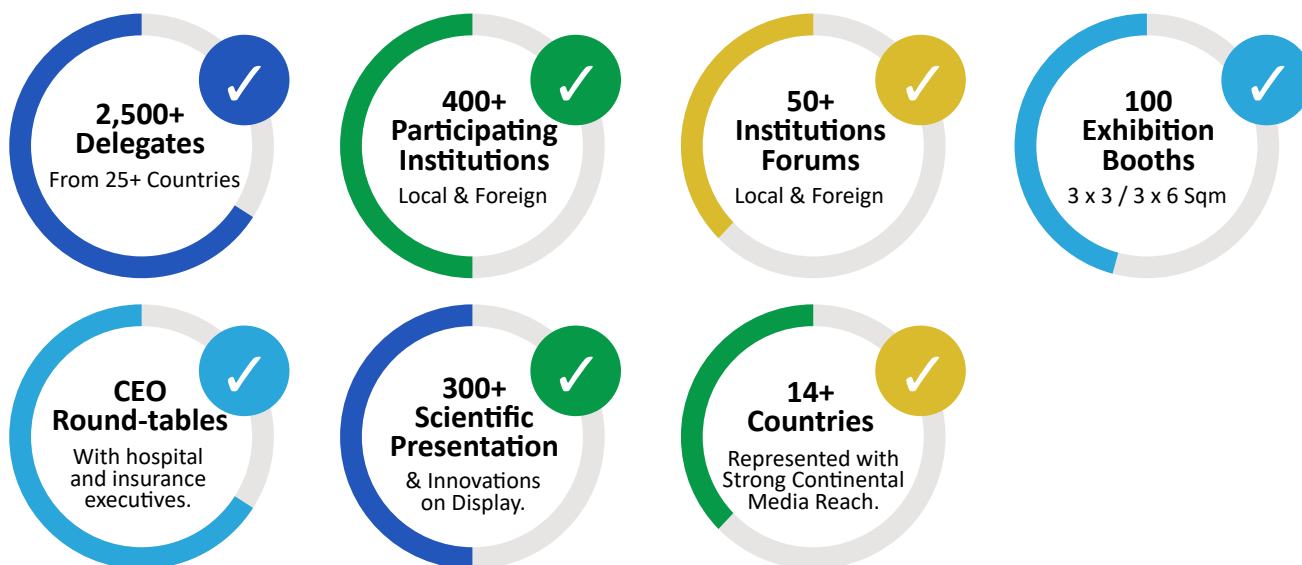 2,500+
Delegates
From 25+ Countries
400+
Participating
Institutions
Local & Foreign
50+
Institutions
Forums
Local & Foreign
100
Exhibition
Booths
3 x 3 / 3 x 6 Sqm
CEO
Round-tables
With hospital
and insurance
executives.
300+
Scientific
Presentation
& Innovations
on Display.
14+
Countries
Represented with
Strong Continental
Media Reach.